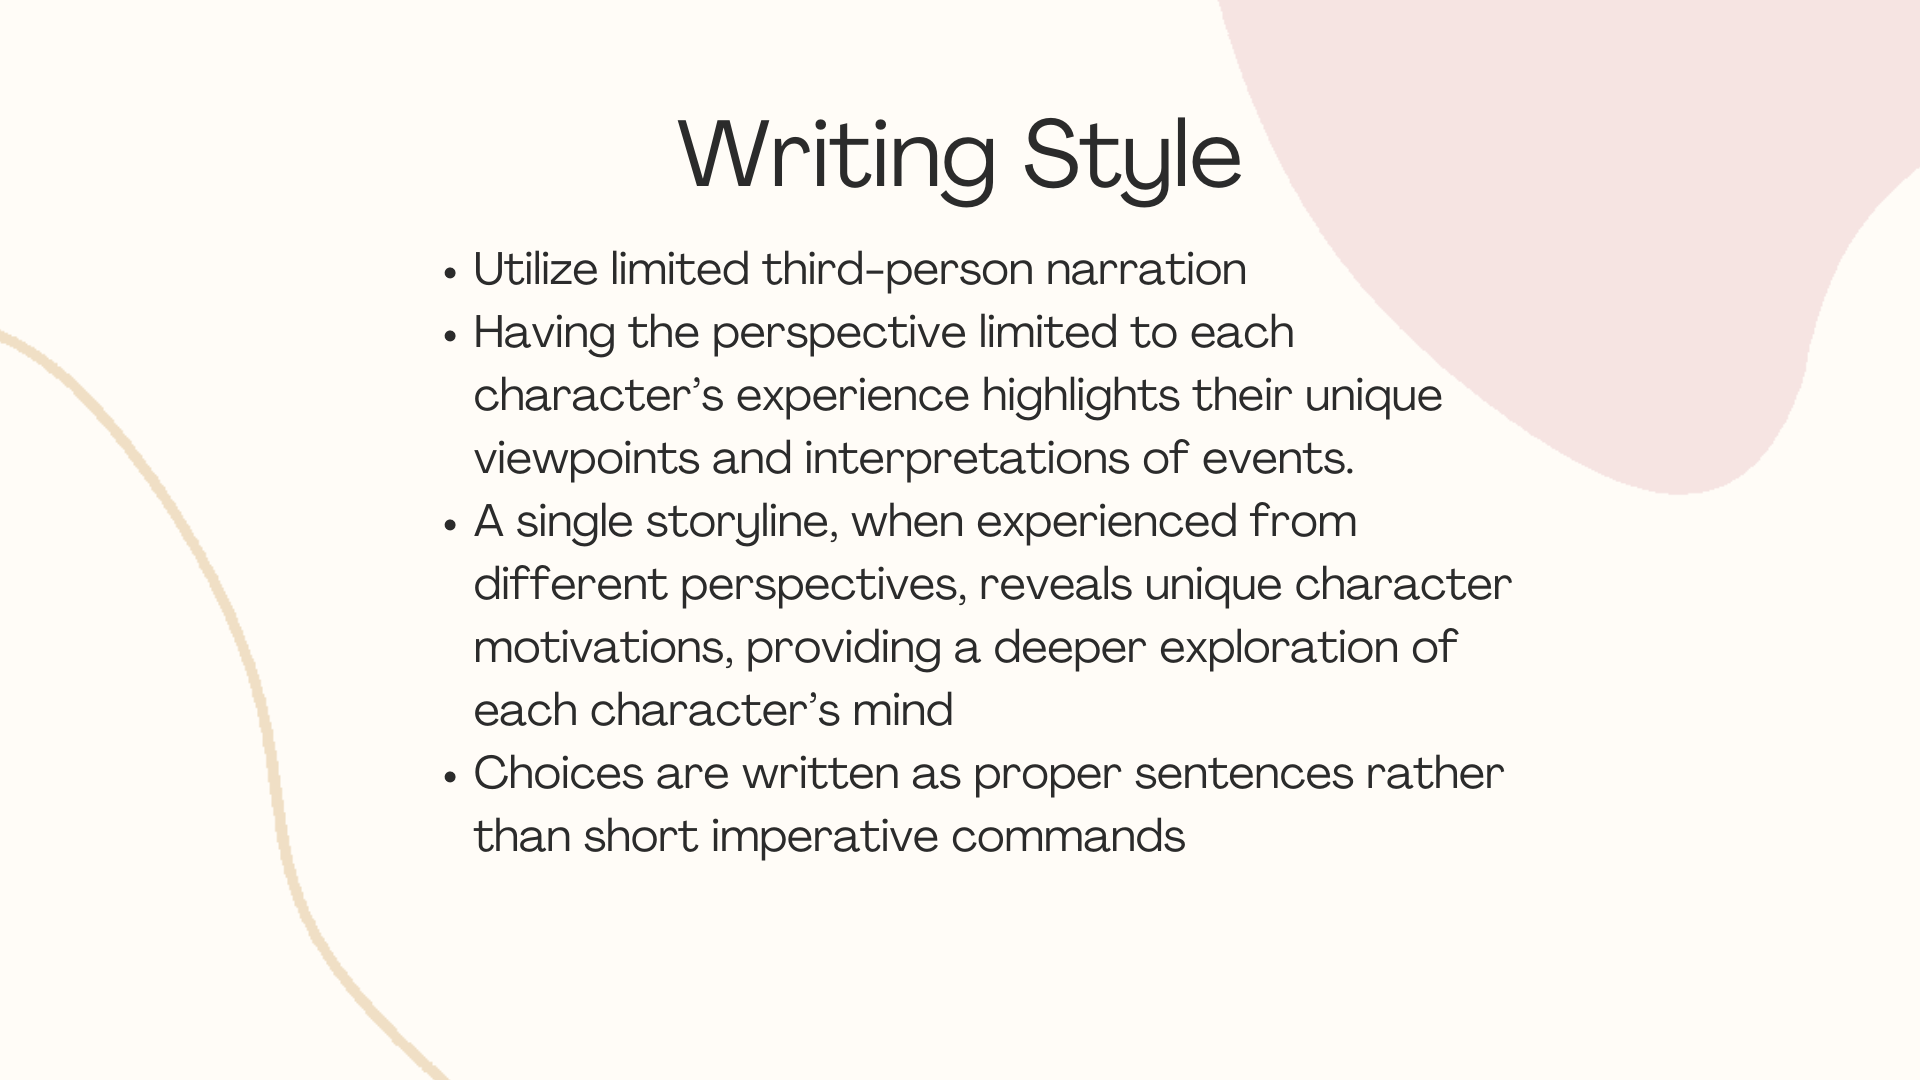 Writing Style
• Utilize limited third-person narration
• Having the perspective limited to each
character’s experience highlights their unique
viewpoints and interpretations of events.
• A single storyline, when experienced from
different perspectives, reveals unique character
motivations, providing a deeper exploration of
each character’s mind
• Choices are written as proper sentences rather
than short imperative commands